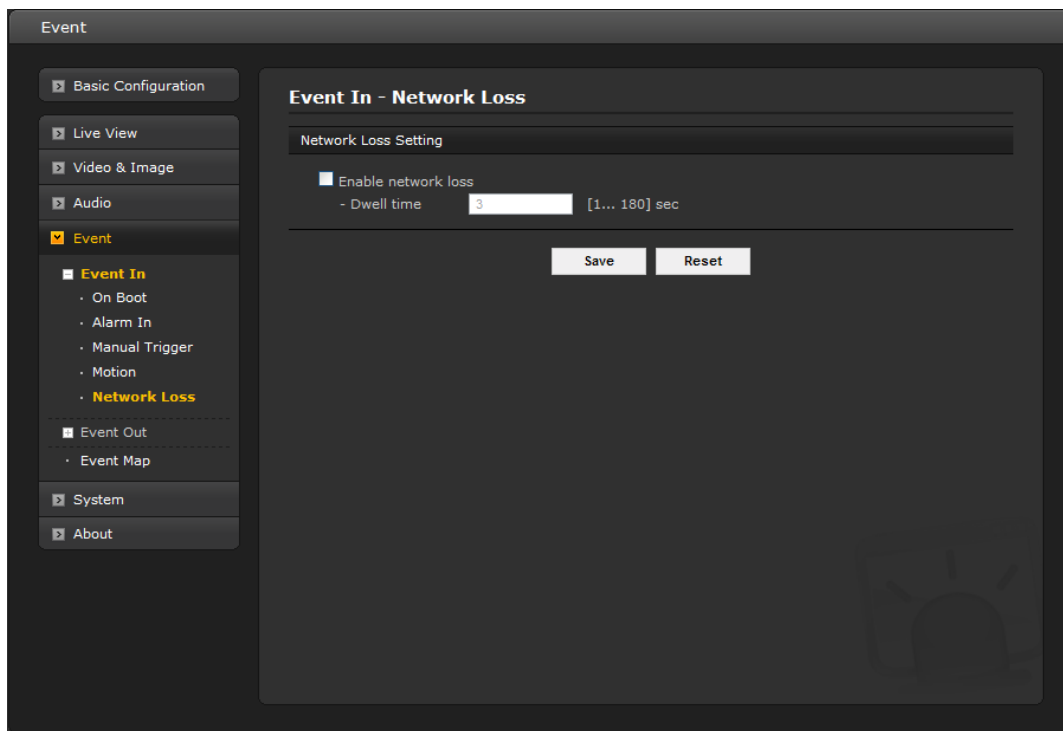 Event
Basic Configuration
Live View
Video & Image
Audio
Event
Event In
· On Boot
· Alarm In
· Manual Trigger
· Motion
· Network Loss
Event Out
· Event Map
System
About
Event In - Network Loss
Network Loss Setting
Enable network loss
- Dwell time 3 [1... 180] sec
Save Reset